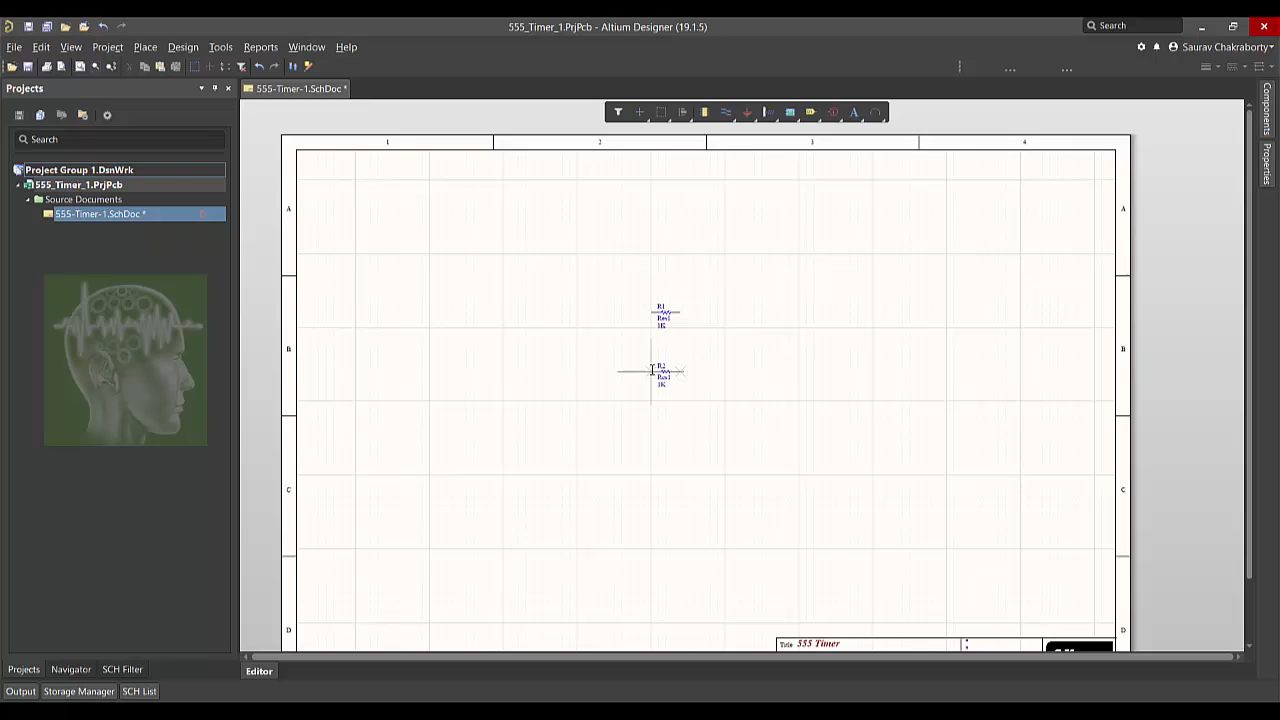 555_Timer_1.PrjPcb - Altium Designer (19.1.5)
Search
File Edit View Project Place Design Tools Reports Window Help
Saurav Chakraborty
Projects
555-Timer-1.SchDoc *
Search
Project Group 1.DsnWrk
555_Timer_1.PrjPcb
Source Documents
555-Timer-1.SchDoc *
Components
Properties
1 2 3 4
A A
R1
Res1
1K
B B
R2
Res1
1K
C C
D D
Title 555 Timer
Projects Navigator SCH Filter
Editor
Output Storage Manager SCH List